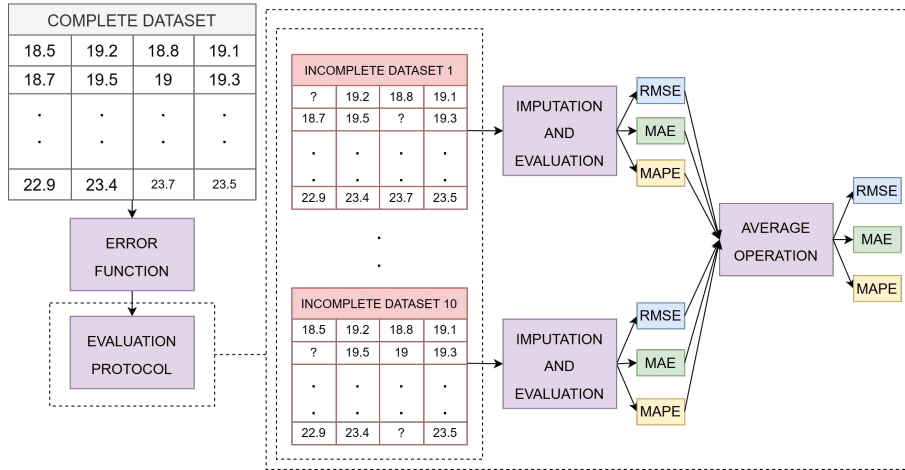 COMPLETE DATASET
18.5 19.2 18.8 19.1
18.7 19.5 19 19.3
. . . .
. . . .
22.9 23.4 23.7 23.5
ERROR
FUNCTION
EVALUATION
PROTOCOL
INCOMPLETE DATASET 1
? 19.2 18.8 19.1
18.7 19.5 ? 19.3
. . . .
. . . .
22.9 23.4 23.7 23.5
.
.
INCOMPLETE DATASET 10
18.5 19.2 18.8 19.1
? 19.5 19 19.3
. . . .
. . . .
22.9 23.4 ? 23.5
IMPUTATION
AND
EVALUATION
RMSE
MAE
MAPE
IMPUTATION
AND
EVALUATION
RMSE
MAE
MAPE
AVERAGE
OPERATION
RMSE
MAE
MAPE